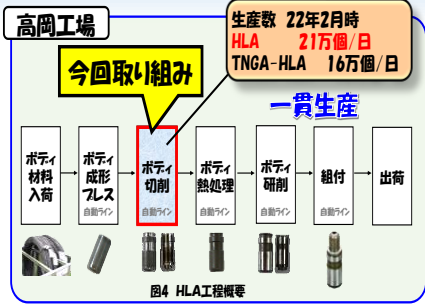 高岡工場
生産数 22年2月時
HLA 21万個/日
TNGA-HLA 16万個/日
今回取り組み
一貫生産
ボディ
材料
入荷
ボディ
成形
プレス
自動ライン
ボディ
切削
自動ライン
ボディ
熱処理
自動ライン
ボディ
研削
自動ライン
組付
自動ライン
出荷
図4 HLA工程概要